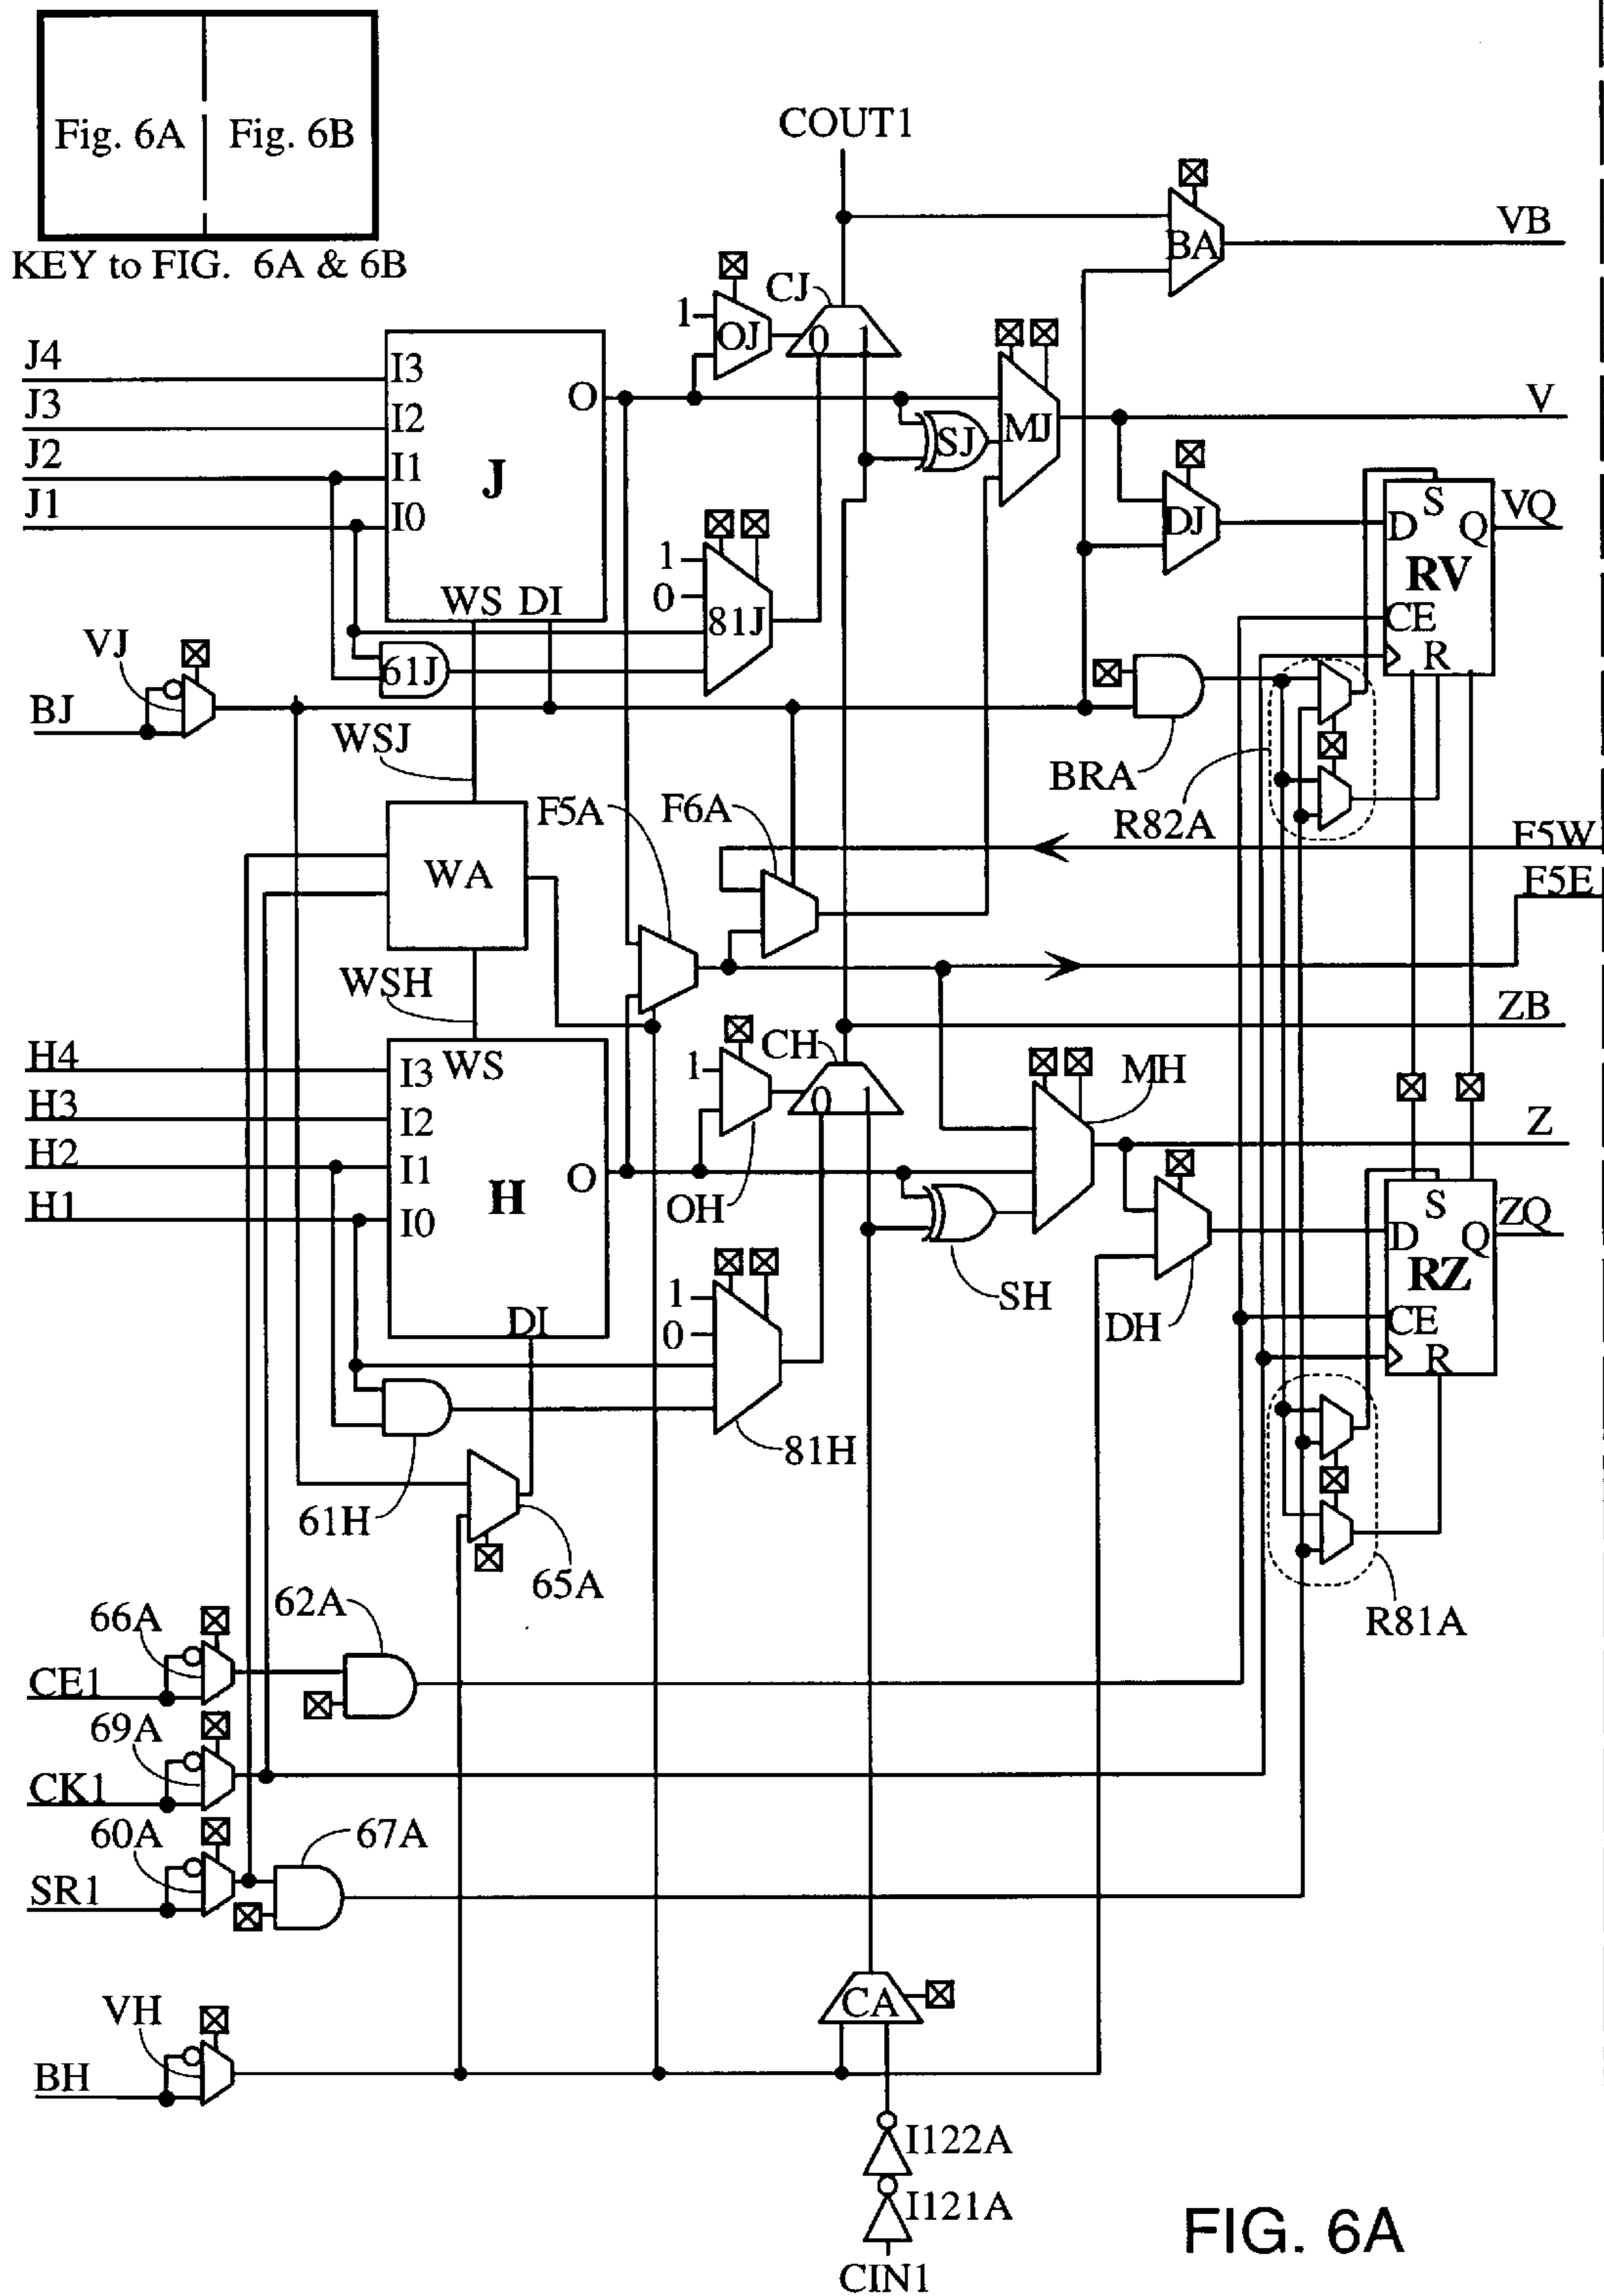 Fig. 6A Fig. 6B
KEY to FIG. 6A & 6B
COUT1
BA
VB
CJ
1
OJ
0 1
J4
J3
J2
J1
I3
I2
I1
I0
O
J
WS DI
SJ
MJ
V
DJ
S
D Q
RV
CE
R
VQ
1
0
81J
61J
VJ
BJ
WSJ
BRA
R82A
F5A
F6A
F5W
F5E
WA
WSH
ZB
H4
H3
H2
H1
WS
I3
I2
I1
I0
O
H
DI
1
CH
0 1
OH
MH
Z
SH
DH
S
D Q
RZ
CE
R
ZQ
1
0
81H
61H
65A
R81A
66A
62A
CE1
69A
CK1
60A
67A
SR1
VH
BH
CA
I122A
I121A
CIN1
FIG. 6A